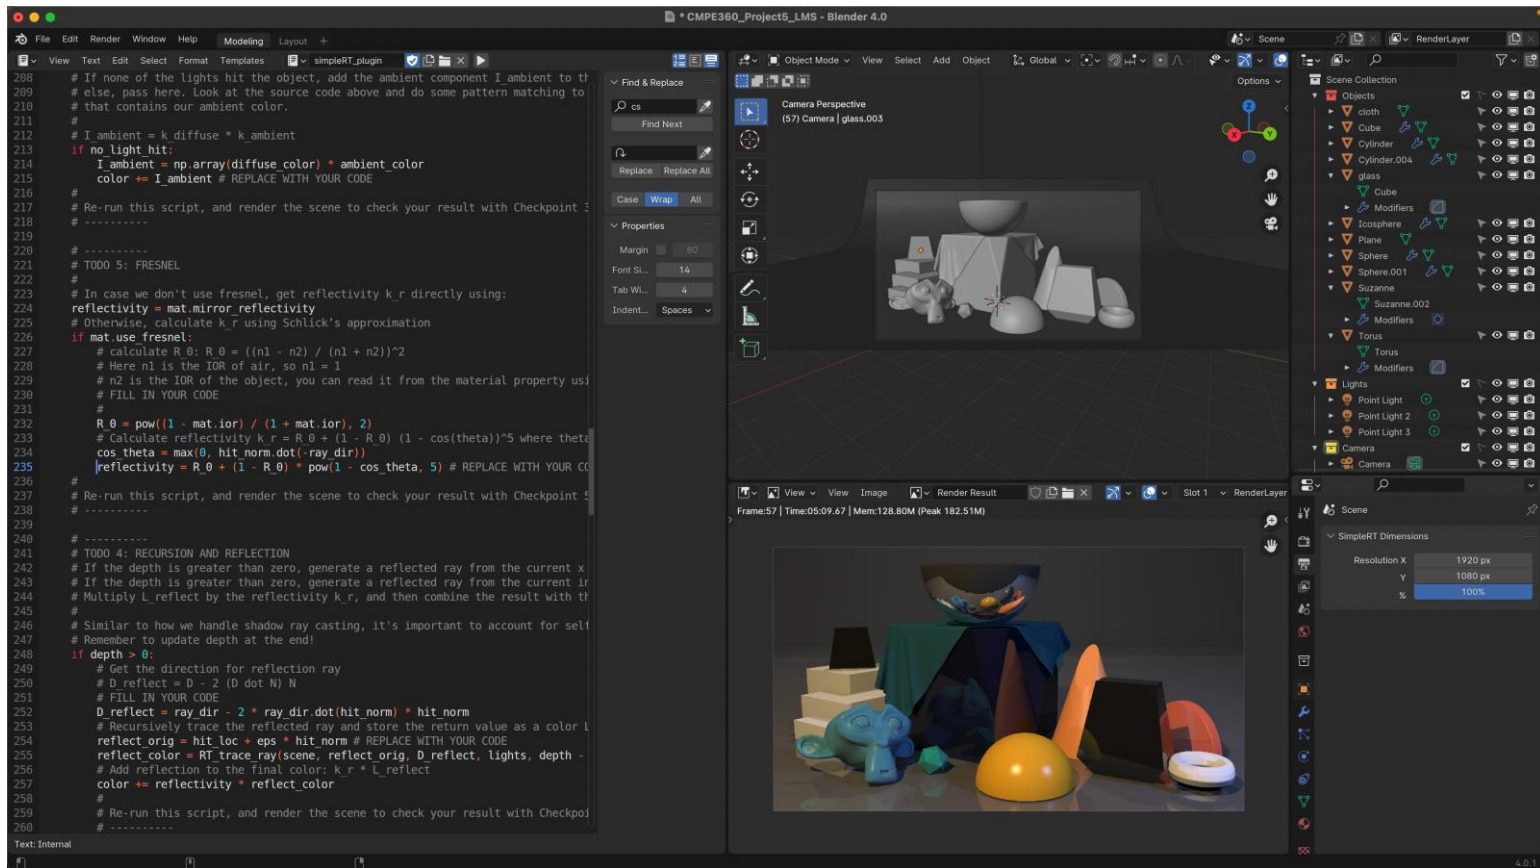 * CMPE360_Project5_LMS - Blender 4.0
File Edit Render Window Help Modeling Layout + Scene RenderLayer
View Text Edit Select Format Templates simpleRT_plugin
208 # If none of the lights hit the object, add the ambient component I_ambient to th
209 # else, pass here. Look at the source code above and do some pattern matching to
210 # that contains our ambient color.
211 #
212 # I_ambient = k_diffuse * k_ambient
213 if no_light_hit:
214 I_ambient = np.array(diffuse_color) * ambient_color
215 color += I_ambient # REPLACE WITH YOUR CODE
216 #
217 # Re-run this script, and render the scene to check your result with Checkpoint 3
218 # ----------
219
220 # ----------
221 # TODO 5: FRESNEL
222 #
223 # In case we don't use fresnel, get reflectivity k_r directly using:
224 reflectivity = mat.mirror_reflectivity
225 # Otherwise, calculate k_r using Schlick's approximation
226 if mat.use_fresnel:
227 # calculate R_0: R_0 = ((n1 - n2) / (n1 + n2))^2
228 # Here n1 is the IOR of air, so n1 = 1
229 # n2 is the IOR of the object, you can read it from the material property usi
230 # FILL IN YOUR CODE
231 #
232 R_0 = pow((1 - mat.ior) / (1 + mat.ior), 2)
233 # Calculate reflectivity k_r = R_0 + (1 - R_0) (1 - cos(theta))^5 where theta
234 cos_theta = max(0, hit_norm.dot(-ray_dir))
235 reflectivity = R_0 + (1 - R_0) * pow(1 - cos_theta, 5) # REPLACE WITH YOUR CO
236 #
237 # Re-run this script, and render the scene to check your result with Checkpoint 5
238 # ----------
239
240 # ----------
241 # TODO 4: RECURSION AND REFLECTION
242 # If the depth is greater than zero, generate a reflected ray from the current x
243 # If the depth is greater than zero, generate a reflected ray from the current in
244 # Multiply L_reflect by the reflectivity k_r, and then combine the result with th
245 #
246 # Similar to how we handle shadow ray casting, it's important to account for self
247 # Remember to update depth at the end!
248 if depth > 0:
249 # Get the direction for reflection ray
250 # D_reflect = D - 2 (D dot N) N
251 # FILL IN YOUR CODE
252 D_reflect = ray_dir - 2 * ray_dir.dot(hit_norm) * hit_norm
253 # Recursively trace the reflected ray and store the return value as a color L
254 reflect_orig = hit_loc + eps * hit_norm # REPLACE WITH YOUR CODE
255 reflect_color = RT_trace_ray(scene, reflect_orig, D_reflect, lights, depth -
256 # Add reflection to the final color: k_r * L_reflect
257 color += reflectivity * reflect_color
258 #
259 # Re-run this script, and render the scene to check your result with Checkpoi
260 # ----------
Text: Internal
Find & Replace
cs
Find Next
Replace Replace All
Case Wrap All
Properties
Margin 80
Font Si... 14
Tab Wi... 4
Indent... Spaces
Object Mode View Select Add Object Global
Options
Camera Perspective
(57) Camera | glass.003
Z
X
Y
View View Image Render Result Slot 1 RenderLayer
Frame:57 | Time:05:09.67 | Mem:128.80M (Peak 182.51M)
Scene Collection
Objects
cloth
Cube
Cylinder
Cylinder.004
glass
Cube
Modifiers
Icosphere
Plane
Sphere
Sphere.001
Suzanne
Suzanne.002
Modifiers
Torus
Torus
Modifiers
Lights
Point Light
Point Light 2
Point Light 3
Camera
Camera
Scene
SimpleRT Dimensions
Resolution X 1920 px
Y 1080 px
% 100%
4.0.1